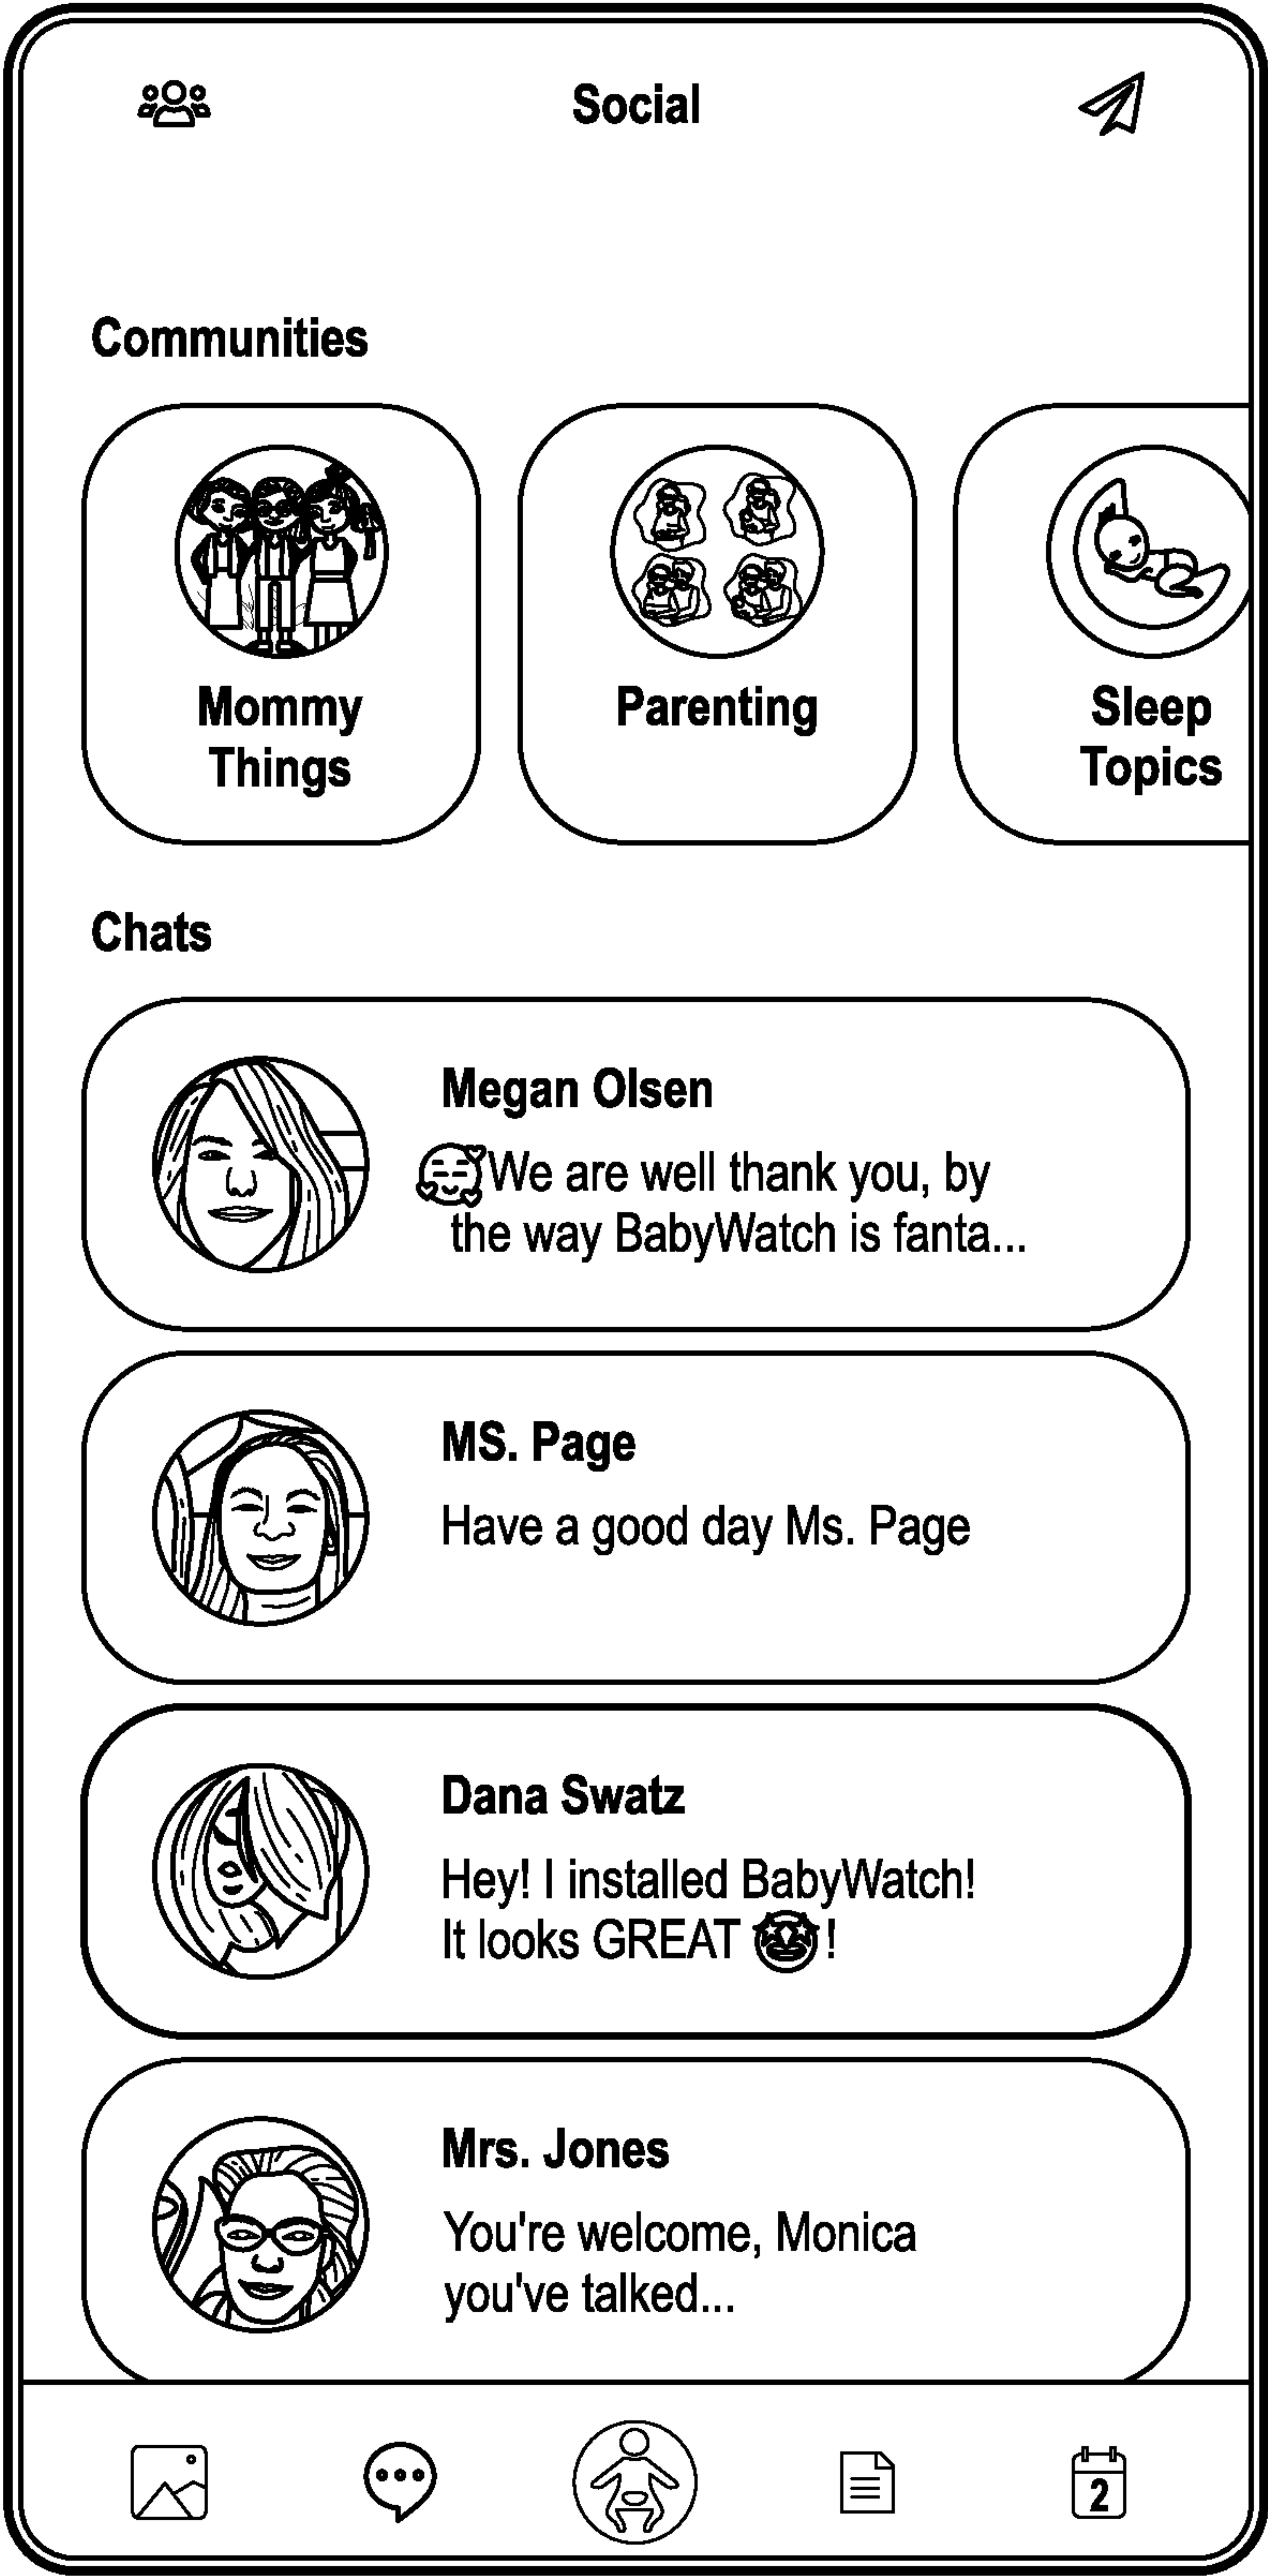 Social
Communities
Mommy
Things
Parenting
Sleep
Topics
Chats
Megan Olsen
🥰We are well thank you, by
the way BabyWatch is fanta...
MS. Page
Have a good day Ms. Page
Dana Swatz
Hey! I installed BabyWatch!
It looks GREAT 🤩!
Mrs. Jones
You're welcome, Monica
you've talked...
2